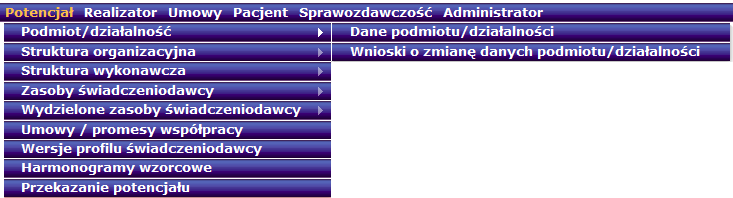 Potencjał Realizator Umowy Pacjent Sprawozdawczość Administrator
Podmiot/działalność
Dane podmiotu/działalności
Struktura organizacyjna
Wnioski o zmianę danych podmiotu/działalności
Struktura wykonawcza
Zasoby świadczeniodawcy
Wydzielone zasoby świadczeniodawcy
Umowy / promesy współpracy
Wersje profilu świadczeniodawcy
Harmonogramy wzorcowe
Przekazanie potencjału